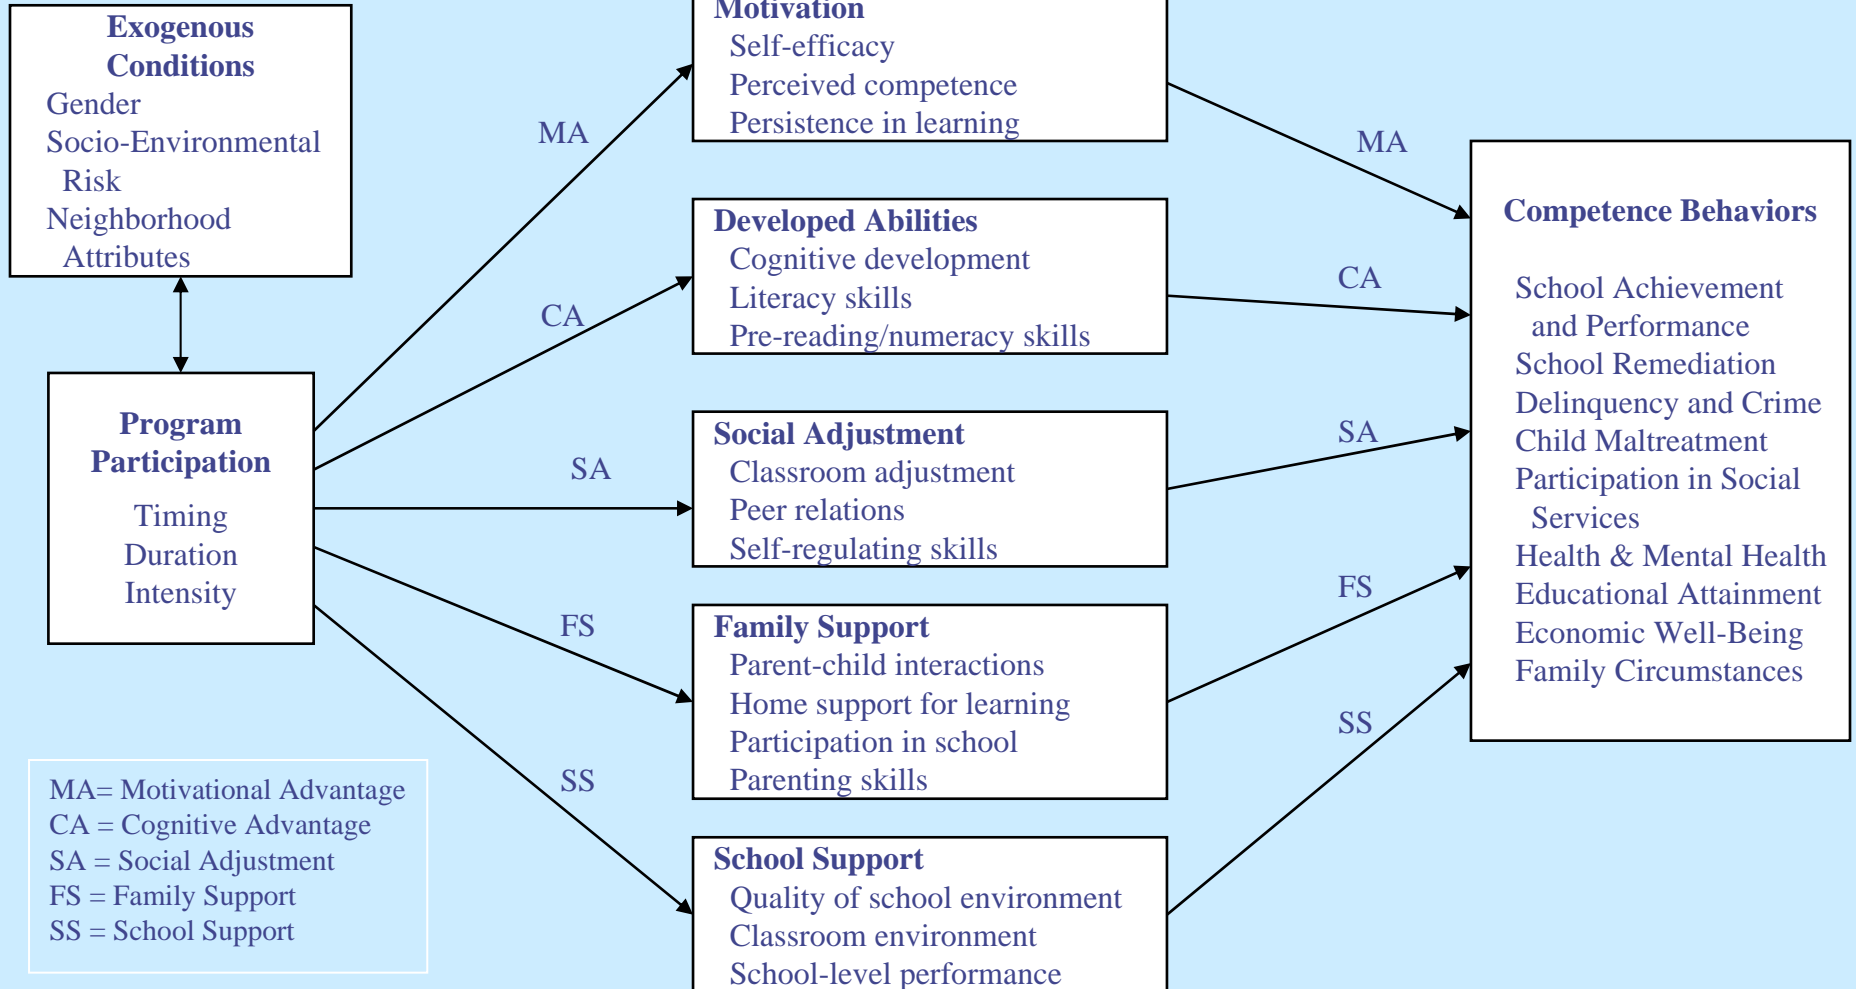 Exogenous
Conditions
Gender
Socio-Environmental
Risk
Neighborhood
Attributes
Program
Participation
Timing
Duration
Intensity
MA
CA
SA
FS
SS
Motivation
Self-efficacy
Perceived competence
Persistence in learning
Developed Abilities
Cognitive development
Literacy skills
Pre-reading/numeracy skills
Social Adjustment
Classroom adjustment
Peer relations
Self-regulating skills
Family Support
Parent-child interactions
Home support for learning
Participation in school
Parenting skills
School Support
Quality of school environment
Classroom environment
School-level performance
MA
CA
SA
FS
SS
Competence Behaviors
School Achievement
and Performance
School Remediation
Delinquency and Crime
Child Maltreatment
Participation in Social
Services
Health & Mental Health
Educational Attainment
Economic Well-Being
Family Circumstances
MA= Motivational Advantage
CA = Cognitive Advantage
SA = Social Adjustment
FS = Family Support
SS = School Support